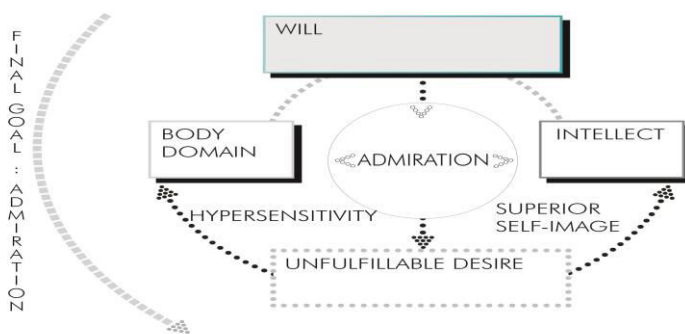 FINAL GOAL : ADMIRATION
WILL
BODY
DOMAIN
ADMIRATION
INTELLECT
HYPERSENSITIVITY
SUPERIOR
SELF-IMAGE
UNFULFILLABLE DESIRE